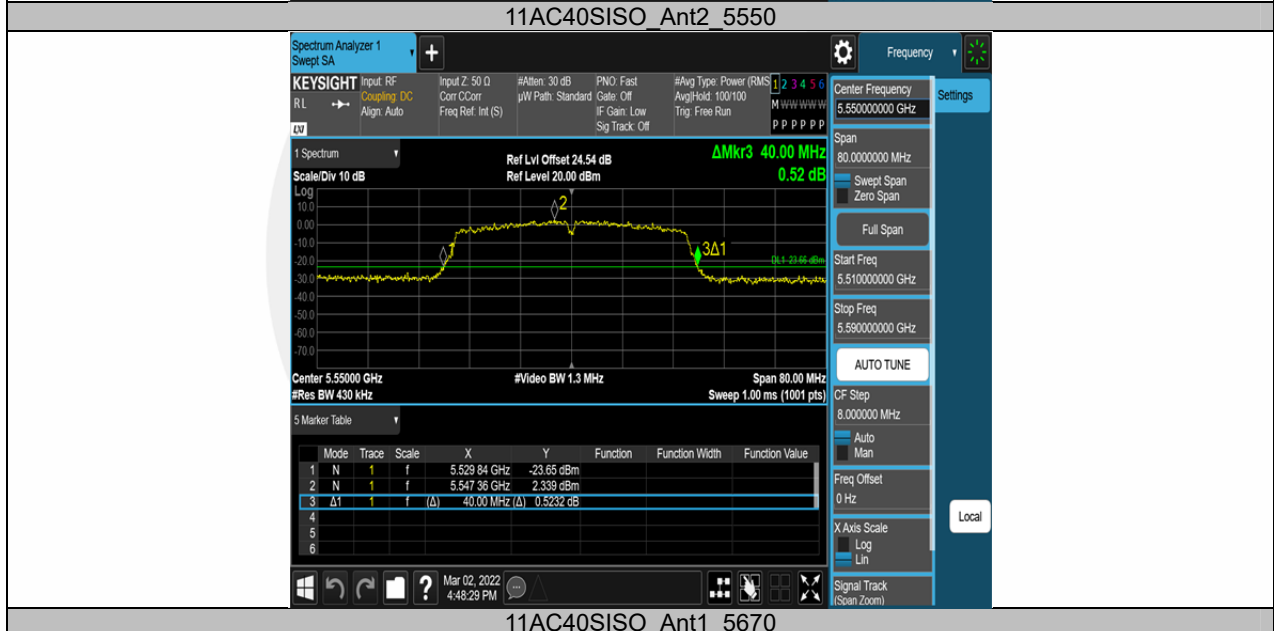 11AC40SISO_Ant2_5550
Spectrum Analyzer 1
Swept SA
+
Frequency
KEYSIGHT
RL
LXI
Input: RF
Coupling: DC
Align: Auto
Input Z: 50 Ω
Corr CCorr
Freq Ref: Int (S)
#Atten: 30 dB
µW Path: Standard
PNO: Fast
Gate: Off
IF Gain: Low
Sig Track: Off
#Avg Type: Power (RMS
Avg|Hold: 100/100
Trig: Free Run
1 2 3 4 5 6
M W W W W W
P P P P P P
Center Frequency
5.550000000 GHz
Settings
Span
80.0000000 MHz
Swept Span
Zero Span
Full Span
Start Freq
5.510000000 GHz
Stop Freq
5.590000000 GHz
AUTO TUNE
CF Step
8.000000 MHz
Auto
Man
Freq Offset
0 Hz
X Axis Scale
Log
Lin
Signal Track
(Span Zoom)
Local
1 Spectrum
Scale/Div 10 dB
Log
Ref Lvl Offset 24.54 dB
Ref Level 20.00 dBm
ΔMkr3 40.00 MHz
0.52 dB
10.0
0.00
-10.0
-20.0
-30.0
-40.0
-50.0
-60.0
-70.0
1
2
3Δ1
DL1 -23.66 dBm
Center 5.55000 GHz
#Video BW 1.3 MHz
Span 80.00 MHz
#Res BW 430 kHz
Sweep 1.00 ms (1001 pts)
5 Marker Table
Mode Trace Scale X Y Function Function Width Function Value
1 N 1 f 5.529 84 GHz -23.65 dBm
2 N 1 f 5.547 36 GHz 2.339 dBm
3 Δ1 1 f (Δ) 40.00 MHz (Δ) 0.5232 dB
4
5
6
?
Mar 02, 2022
4:48:29 PM
11AC40SISO_Ant1_5670